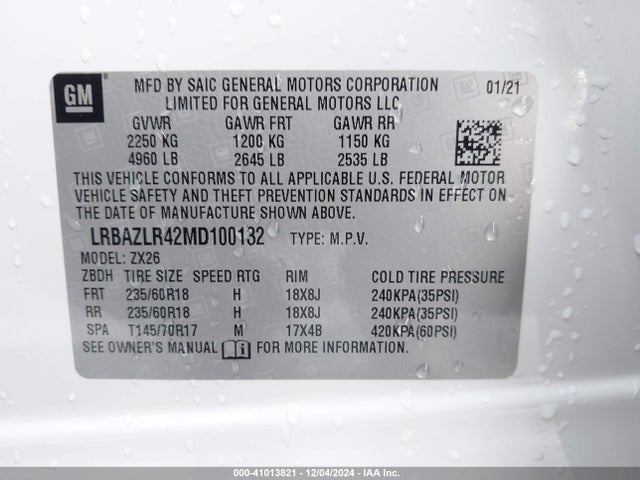 GM
MFD BY SAIC GENERAL MOTORS CORPORATION 01/21
LIMITED FOR GENERAL MOTORS LLC
GVWR GAWR FRT GAWR RR
2250 KG 1200 KG 1150 KG
4960 LB 2645 LB 2535 LB
THIS VEHICLE CONFORMS TO ALL APPLICABLE U.S. FEDERAL MOTOR
VEHICLE SAFETY AND THEFT PREVENTION STANDARDS IN EFFECT ON
THE DATE OF MANUFACTURE SHOWN ABOVE.
LRBAZLR42MD100132 TYPE: M.P.V.
MODEL: ZX26
ZBDH TIRE SIZE SPEED RTG RIM COLD TIRE PRESSURE
FRT 235/60R18 H 18X8J 240KPA(35PSI)
RR 235/60R18 H 18X8J 240KPA(35PSI)
SPA T145/70R17 M 17X4B 420KPA(60PSI)
SEE OWNER'S MANUAL FOR MORE INFORMATION.
000-41013821 - 12/04/2024 - IAA Inc.